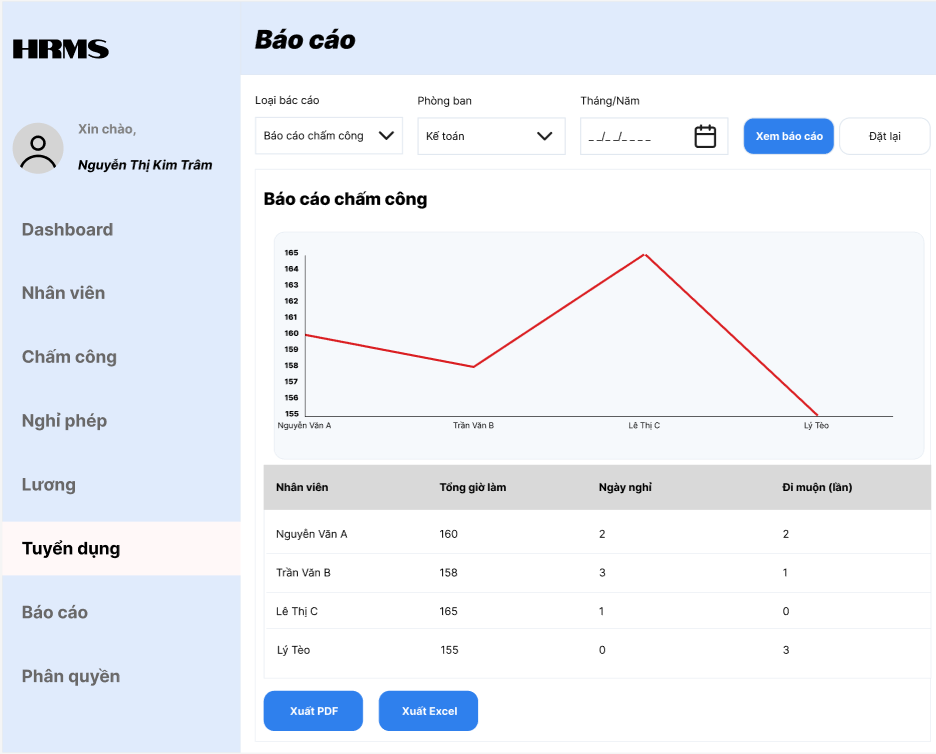 HRMS
Xin chào,
Nguyễn Thị Kim Trâm
Dashboard
Nhân viên
Chấm công
Nghỉ phép
Lương
Tuyển dụng
Báo cáo
Phân quyền
Báo cáo
Loại bác cáo
Phòng ban
Tháng/Năm
Báo cáo chấm công
Kế toán
_ _/_ _/_ _ _ _
Xem báo cáo
Đặt lại
Báo cáo chấm công
165
164
163
162
161
160
159
158
157
156
155
Nguyễn Văn A Trần Văn B Lê Thị C Lý Tèo
Nhân viên Tổng giờ làm Ngày nghỉ Đi muộn (lần)
Nguyễn Văn A 160 2 2
Trần Văn B 158 3 1
Lê Thị C 165 1 0
Lý Tèo 155 0 3
Xuất PDF Xuất Excel